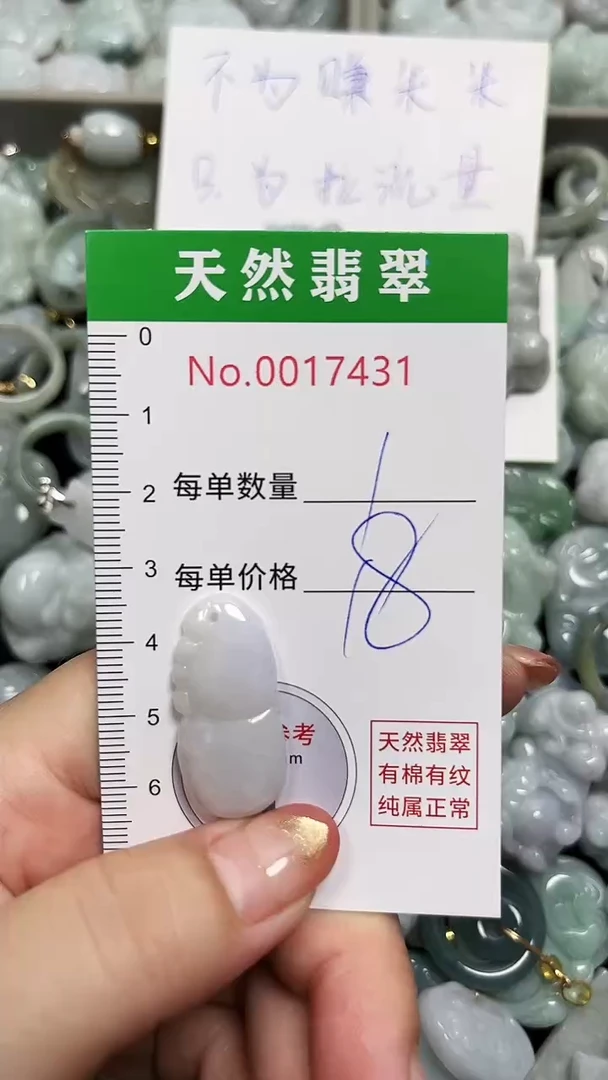 不为赚米米
只为拉流量
天然翡翠
No.0017431
0
1
每单数量 1
2
每单价格 18
3
4
5
参考
m
6
天然翡翠
有棉有纹
纯属正常